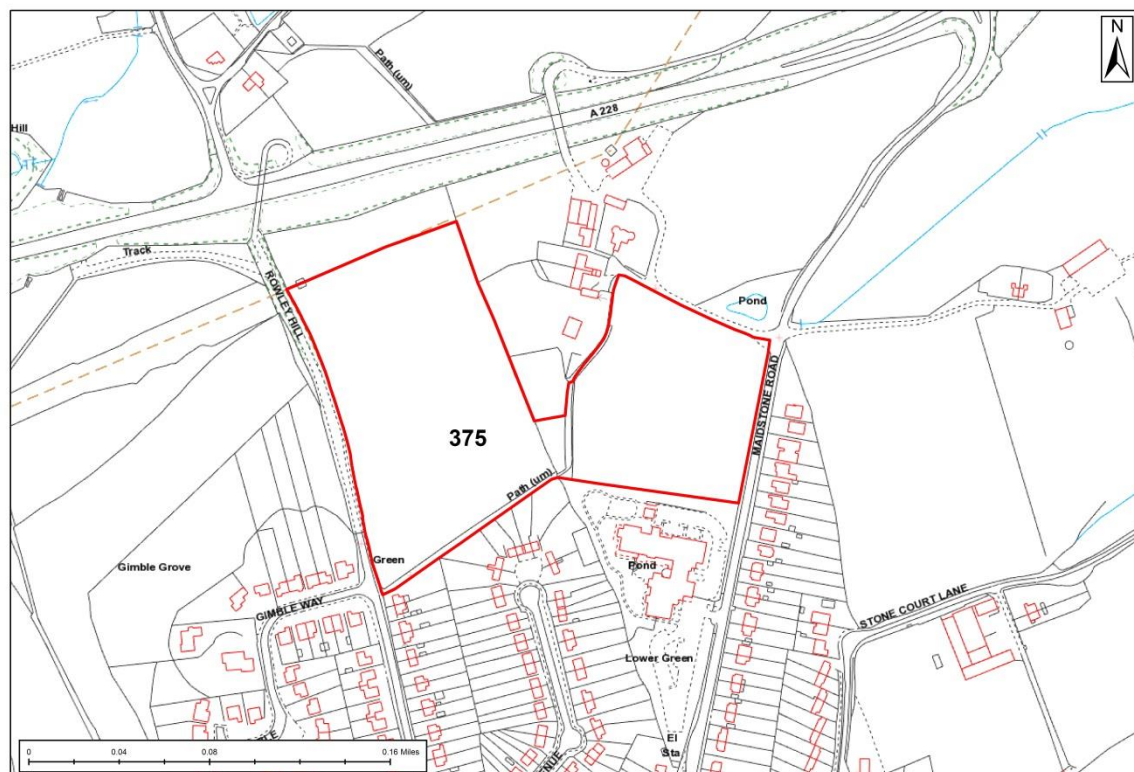 N
Path (um)
A 228
Hill
Track
ROWLEY HILL
Pond
MAIDSTONE ROAD
375
Path (um)
Green
Gimble Grove
GIMBLE WAY
Pond
STONE COURT LANE
Lower Green
El
Sta
0 0.04 0.08 0.16 Miles